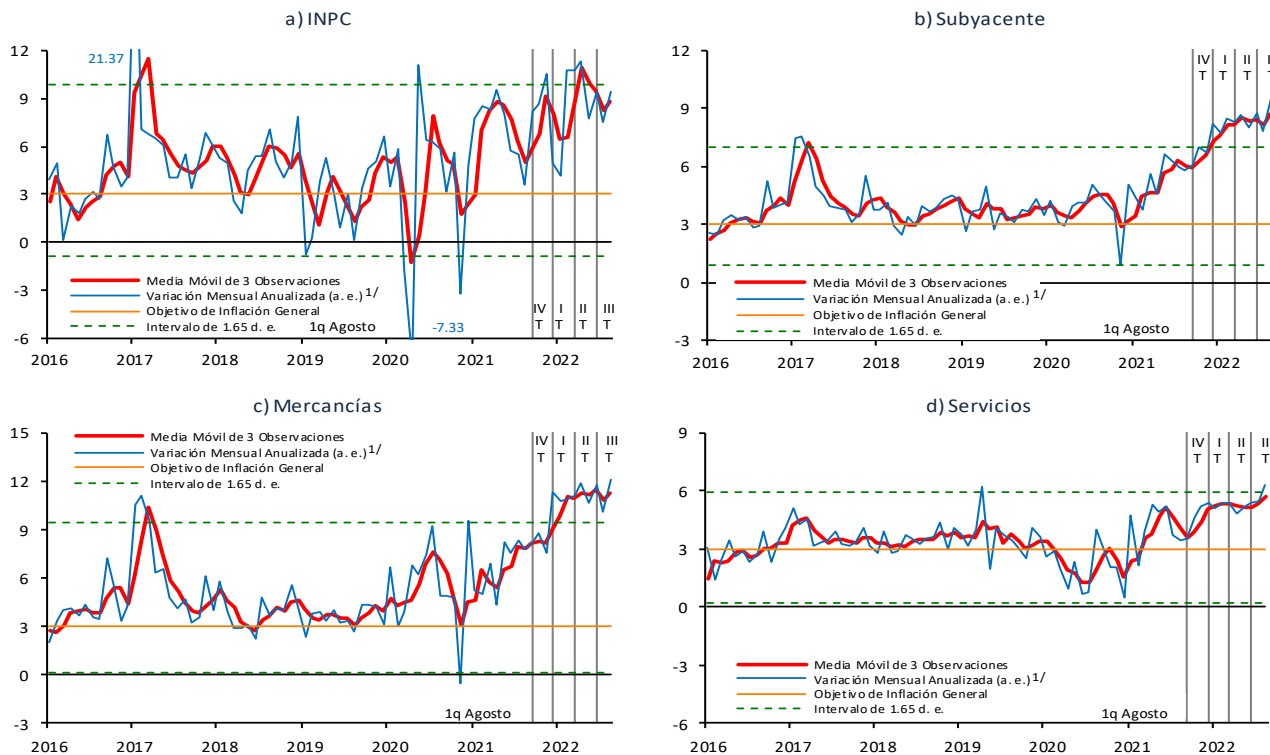 a) INPC
21.37
12
9
6
3
0
-3
-6
IV T
I T
II T
III T
Media Móvil de 3 Observaciones
Variación Mensual Anualizada (a. e.) 1/
Objetivo de Inflación General
Intervalo de 1.65 d. e.
1q Agosto
-7.33
2016 2017 2018 2019 2020 2021 2022
b) Subyacente
12
9
6
3
0
-3
IV T
I T
II T
Media Móvil de 3 Observaciones
Variación Mensual Anualizada (a. e.) 1/
Objetivo de Inflación General
Intervalo de 1.65 d. e.
1q Agosto
2016 2017 2018 2019 2020 2021 2022
c) Mercancías
15
12
9
6
3
0
-3
IV T
I T
II T
III T
Media Móvil de 3 Observaciones
Variación Mensual Anualizada (a. e.) 1/
Objetivo de Inflación General
Intervalo de 1.65 d. e.
1q Agosto
2016 2017 2018 2019 2020 2021 2022
d) Servicios
9
6
3
0
-3
-6
IV T
I T
II T
II T
Media Móvil de 3 Observaciones
Variación Mensual Anualizada (a. e.) 1/
Objetivo de Inflación General
Intervalo de 1.65 d. e.
1q Agosto
2016 2017 2018 2019 2020 2021 2022